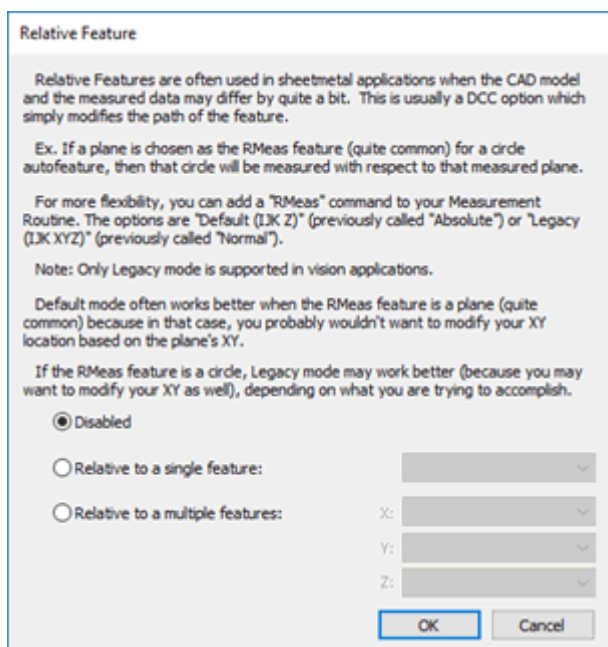 Relative Feature
Relative Features are often used in sheetmetal applications when the CAD model
and the measured data may differ by quite a bit.  This is usually a DCC option which
simply modifies the path of the feature.
Ex. If a plane is chosen as the RMeas feature (quite common) for a circle
autofeature, then that circle will be measured with respect to that measured plane.
For more flexibility, you can add a "RMeas" command to your Measurement
Routine. The options are "Default (IJK Z)" (previously called "Absolute") or "Legacy
(IJK XYZ)" (previously called "Normal").
Note: Only Legacy mode is supported in vision applications.
Default mode often works better when the RMeas feature is a plane (quite
common) because in that case, you probably wouldn't want to modify your XY
location based on the plane's XY.
If the RMeas feature is a circle, Legacy mode may work better (because you may
want to modify your XY as well), depending on what you are trying to accomplish.
Disabled
Relative to a single feature:
Relative to a multiple features: X:
Y:
Z:
OK Cancel